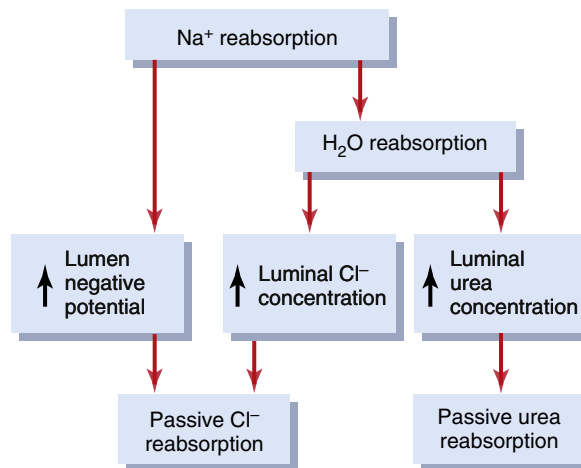 Na⁺ reabsorption
H₂O reabsorption
Lumen
negative
potential
Luminal Cl⁻
concentration
Luminal
urea
concentration
Passive Cl⁻
reabsorption
Passive urea
reabsorption